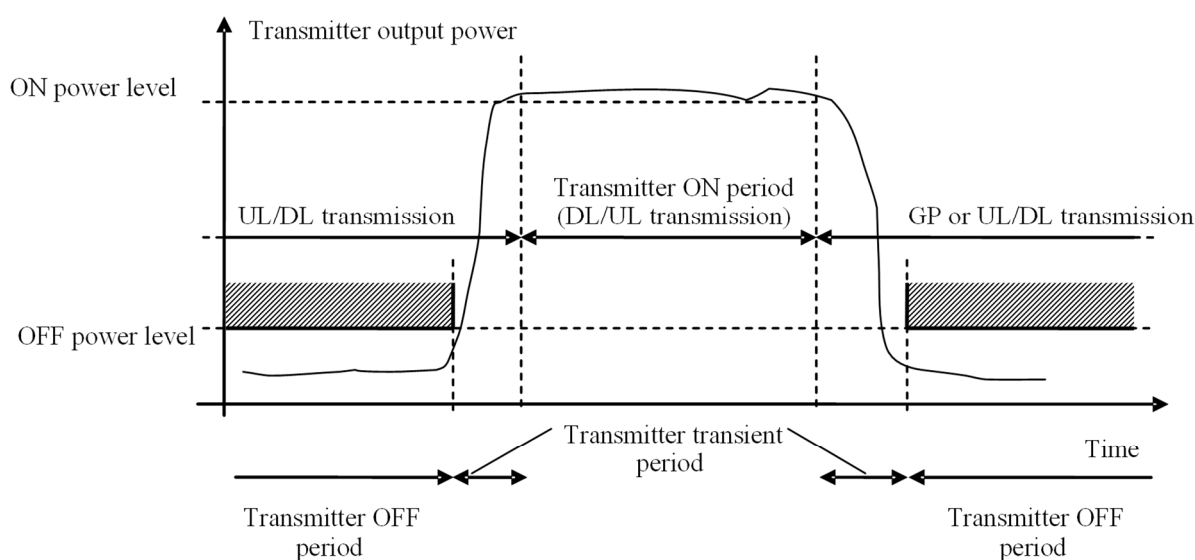 Transmitter output power
ON power level
Transmitter ON period
(DL/UL transmission)
UL/DL transmission
GP or UL/DL transmission
OFF power level
Transmitter transient
period
Time
Transmitter OFF
period
Transmitter OFF
period